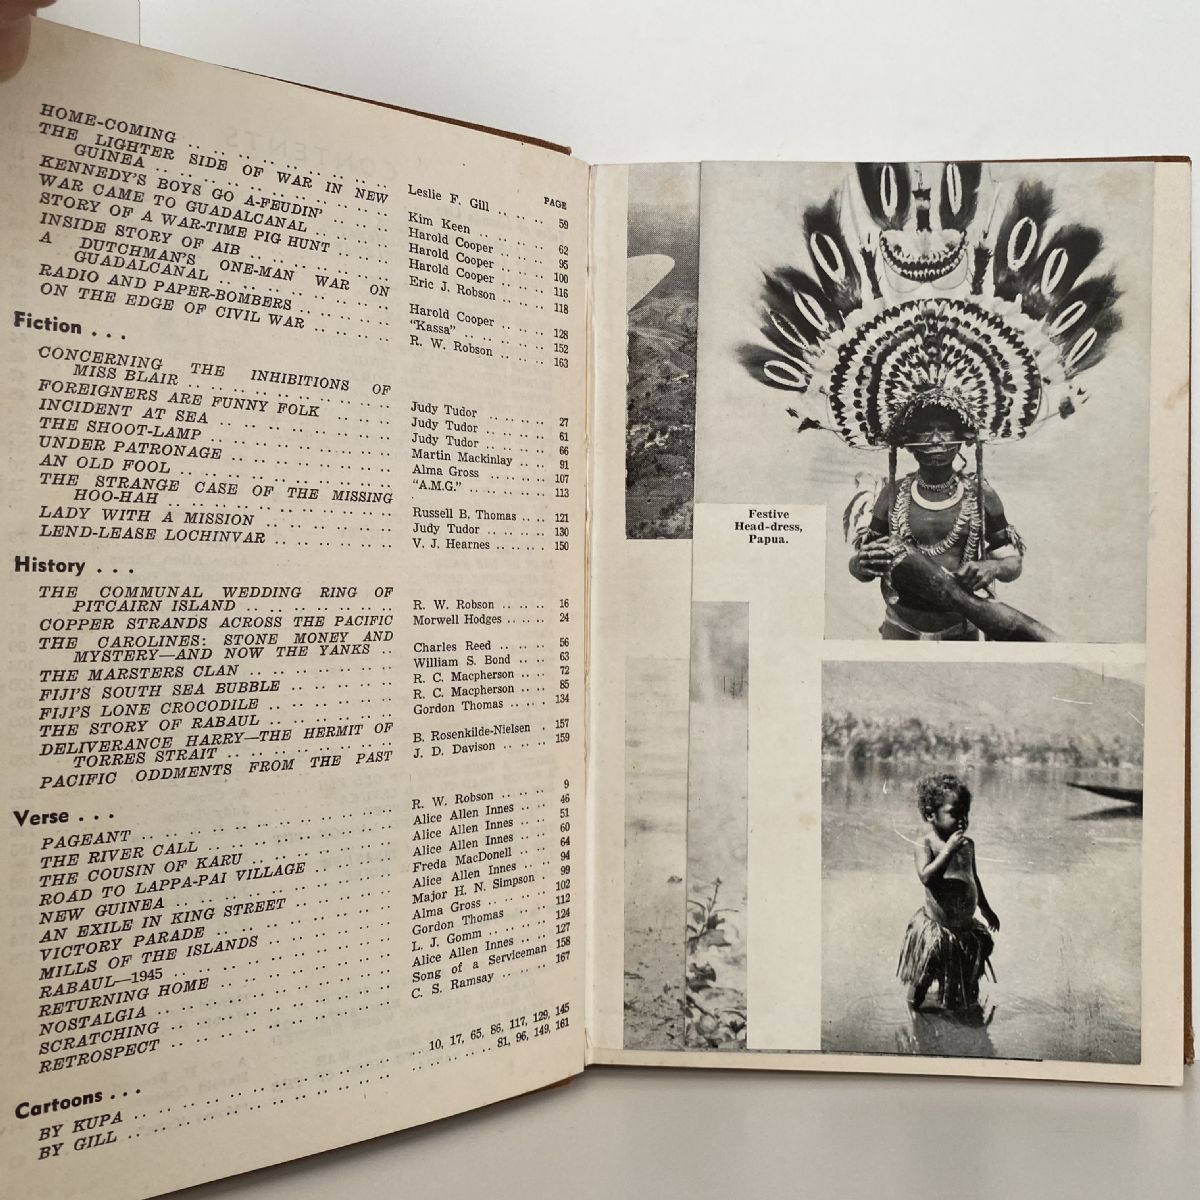 PAGE
HOME-COMING .. .. .. .. .. .. Leslie F. Gill .. .. .. 59
THE LIGHTER SIDE OF WAR IN NEW
GUINEA .. .. .. .. .. .. Kim Keen .. .. .. 62
KENNEDY'S BOYS GO A-FEUDIN' .. .. Harold Cooper .. .. .. 95
WAR CAME TO GUADALCANAL .. .. .. Harold Cooper .. .. .. 100
STORY OF A WAR-TIME PIG HUNT .. .. Harold Cooper .. .. .. 116
INSIDE STORY OF AIB .. .. .. .. Eric J. Robson .. .. .. 118
A DUTCHMAN'S ONE-MAN WAR ON
GUADALCANAL .. .. .. .. .. Harold Cooper .. .. .. 128
RADIO AND PAPER-BOMBERS .. .. .. "Kassa" .. .. .. 152
ON THE EDGE OF CIVIL WAR .. .. .. R. W. Robson .. .. .. 163
Fiction . . .
CONCERNING THE INHIBITIONS OF
MISS BLAIR .. .. .. .. .. Judy Tudor .. .. .. 27
FOREIGNERS ARE FUNNY FOLK .. .. Judy Tudor .. .. .. 61
INCIDENT AT SEA .. .. .. .. .. Judy Tudor .. .. .. 66
THE SHOOT-LAMP .. .. .. .. .. Martin Mackinlay .. .. 91
UNDER PATRONAGE .. .. .. .. .. Alma Gross .. .. .. 107
AN OLD FOOL .. .. .. .. .. "A.M.G." .. .. .. 113
THE STRANGE CASE OF THE MISSING
HOO-HAH .. .. .. .. .. Russell B. Thomas .. .. 121
LADY WITH A MISSION .. .. .. .. Judy Tudor .. .. .. 130
LEND-LEASE LOCHINVAR .. .. .. .. V. J. Hearnes .. .. .. 150
History . . .
THE COMMUNAL WEDDING RING OF
PITCAIRN ISLAND .. .. .. .. R. W. Robson .. .. .. 16
COPPER STRANDS ACROSS THE PACIFIC Morwell Hodges .. .. .. 24
THE CAROLINES: STONE MONEY AND
MYSTERY—AND NOW THE YANKS .. Charles Reed .. .. .. 56
THE MARSTERS CLAN .. .. .. .. William S. Bond .. .. 63
FIJI'S SOUTH SEA BUBBLE .. .. .. R. C. Macpherson .. .. 72
FIJI'S LONE CROCODILE .. .. .. .. R. C. Macpherson .. .. 85
THE STORY OF RABAUL .. .. .. .. Gordon Thomas .. .. .. 134
DELIVERANCE HARRY—THE HERMIT OF
TORRES STRAIT .. .. .. .. B. Rosenkilde-Nielsen . 157
PACIFIC ODDMENTS FROM THE PAST J. D. Davison .. .. .. 159
Verse . . .
PAGEANT .. .. .. .. .. .. R. W. Robson .. .. .. 9
THE RIVER CALL .. .. .. .. .. Alice Allen Innes .. .. 46
THE COUSIN OF KARU .. .. .. .. Alice Allen Innes .. .. 51
ROAD TO LAPPA-PAI VILLAGE .. .. Alice Allen Innes .. .. 60
NEW GUINEA .. .. .. .. .. .. Freda MacDonell .. .. 64
AN EXILE IN KING STREET .. .. .. Alice Allen Innes .. .. 94
VICTORY PARADE .. .. .. .. .. Major H. N. Simpson . 99
MILLS OF THE ISLANDS .. .. .. .. Alma Gross .. .. .. 102
RABAUL—1945 .. .. .. .. .. .. Gordon Thomas .. .. .. 112
RETURNING HOME .. .. .. .. .. L. J. Gomm .. .. .. 124
NOSTALGIA .. .. .. .. .. .. Alice Allen Innes .. .. 127
SCRATCHING .. .. .. .. .. .. Song of a Serviceman 158
RETROSPECT .. .. .. .. .. .. C. S. Ramsay .. .. .. 167
Cartoons . . .
BY KUPA .. .. .. .. .. .. .. 10, 17, 65, 86, 117, 129, 145
BY GILL .. .. .. .. .. .. .. .. 81, 96, 149, 161
Festive
Head-dress,
Papua.